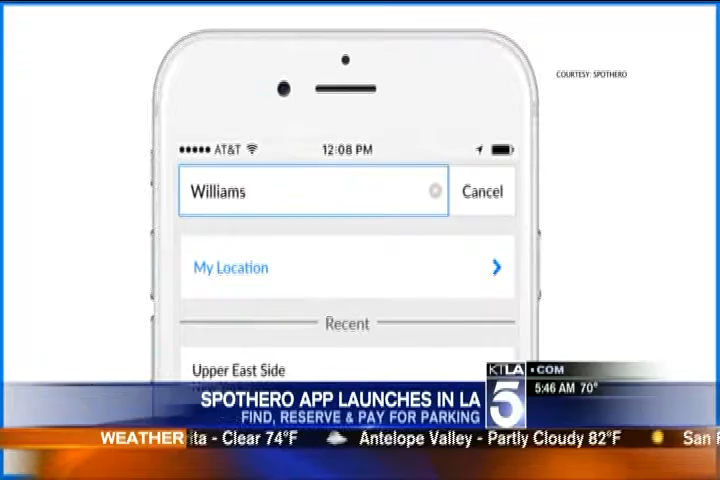 COURTESY: SPOTHERO
AT&T 12:08 PM
Williams Cancel
My Location
Recent
Upper East Side
SPOTHERO APP LAUNCHES IN LA
FIND, RESERVE & PAY FOR PARKING
KTLA 5 .COM
5:46 AM 70°
WEATHER ita - Clear 74°F Antelope Valley - Partly Cloudy 82°F San